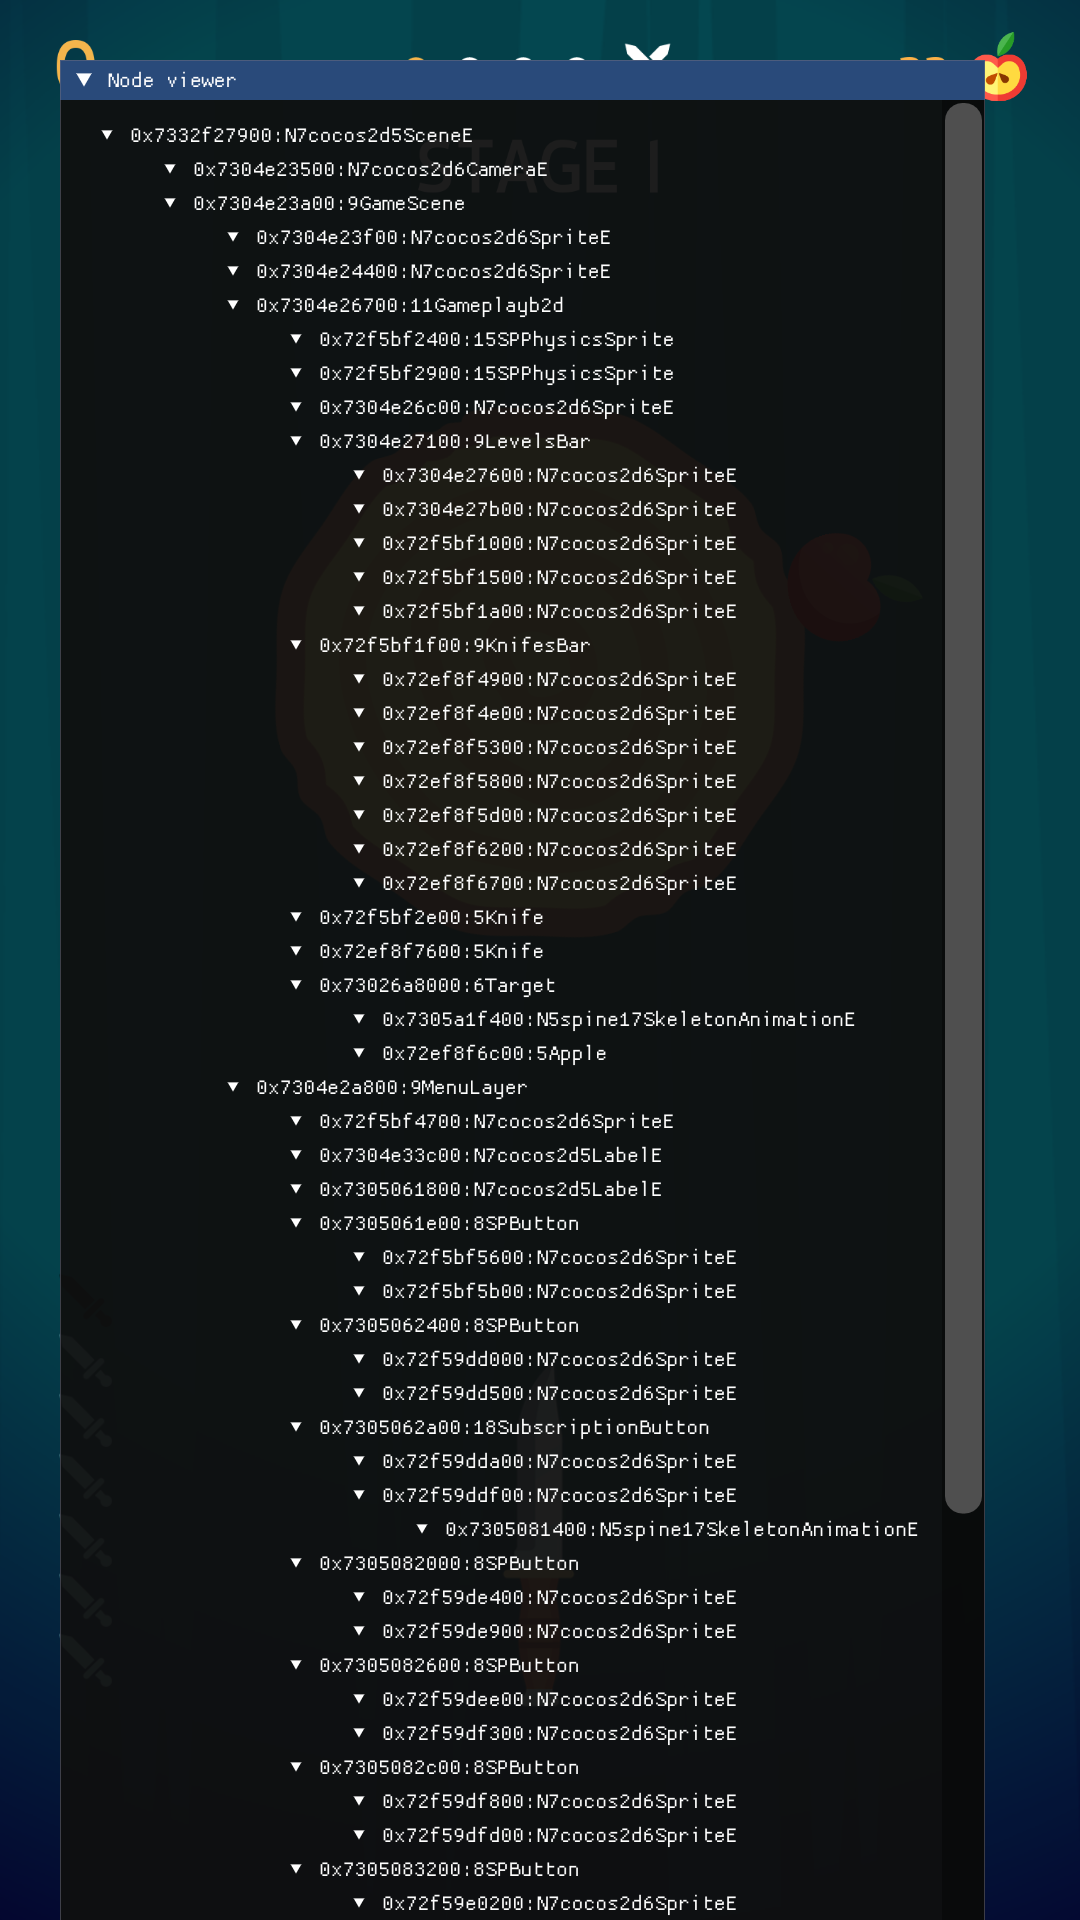 Node viewer
STAGE 1
0x7332f27900:N7cocos2d5SceneE
0x7304e23500:N7cocos2d6CameraE
0x7304e23a00:9GameScene
0x7304e23f00:N7cocos2d6SpriteE
0x7304e24400:N7cocos2d6SpriteE
0x7304e26700:11Gameplayb2d
0x72f5bf2400:15SPPhysicsSprite
0x72f5bf2900:15SPPhysicsSprite
0x7304e26c00:N7cocos2d6SpriteE
0x7304e27100:9LevelsBar
0x7304e27600:N7cocos2d6SpriteE
0x7304e27b00:N7cocos2d6SpriteE
0x72f5bf1000:N7cocos2d6SpriteE
0x72f5bf1500:N7cocos2d6SpriteE
0x72f5bf1a00:N7cocos2d6SpriteE
0x72f5bf1f00:9KnifesBar
0x72ef8f4900:N7cocos2d6SpriteE
0x72ef8f4e00:N7cocos2d6SpriteE
0x72ef8f5300:N7cocos2d6SpriteE
0x72ef8f5800:N7cocos2d6SpriteE
0x72ef8f5d00:N7cocos2d6SpriteE
0x72ef8f6200:N7cocos2d6SpriteE
0x72ef8f6700:N7cocos2d6SpriteE
0x72f5bf2e00:5Knife
0x72ef8f7600:5Knife
0x73026a8000:6Target
0x7305a1f400:N5spine17SkeletonAnimationE
0x72ef8f6c00:5Apple
0x7304e2a800:9MenuLayer
0x72f5bf4700:N7cocos2d6SpriteE
0x7304e33c00:N7cocos2d5LabelE
0x7305061800:N7cocos2d5LabelE
0x7305061e00:8SPButton
0x72f5bf5600:N7cocos2d6SpriteE
0x72f5bf5b00:N7cocos2d6SpriteE
0x7305062400:8SPButton
0x72f59dd000:N7cocos2d6SpriteE
0x72f59dd500:N7cocos2d6SpriteE
0x7305062a00:18SubscriptionButton
0x72f59dda00:N7cocos2d6SpriteE
0x72f59ddf00:N7cocos2d6SpriteE
0x7305081400:N5spine17SkeletonAnimationE
0x7305082000:8SPButton
0x72f59de400:N7cocos2d6SpriteE
0x72f59de900:N7cocos2d6SpriteE
0x7305082600:8SPButton
0x72f59dee00:N7cocos2d6SpriteE
0x72f59df300:N7cocos2d6SpriteE
0x7305082c00:8SPButton
0x72f59df800:N7cocos2d6SpriteE
0x72f59dfd00:N7cocos2d6SpriteE
0x7305083200:8SPButton
0x72f59e0200:N7cocos2d6SpriteE